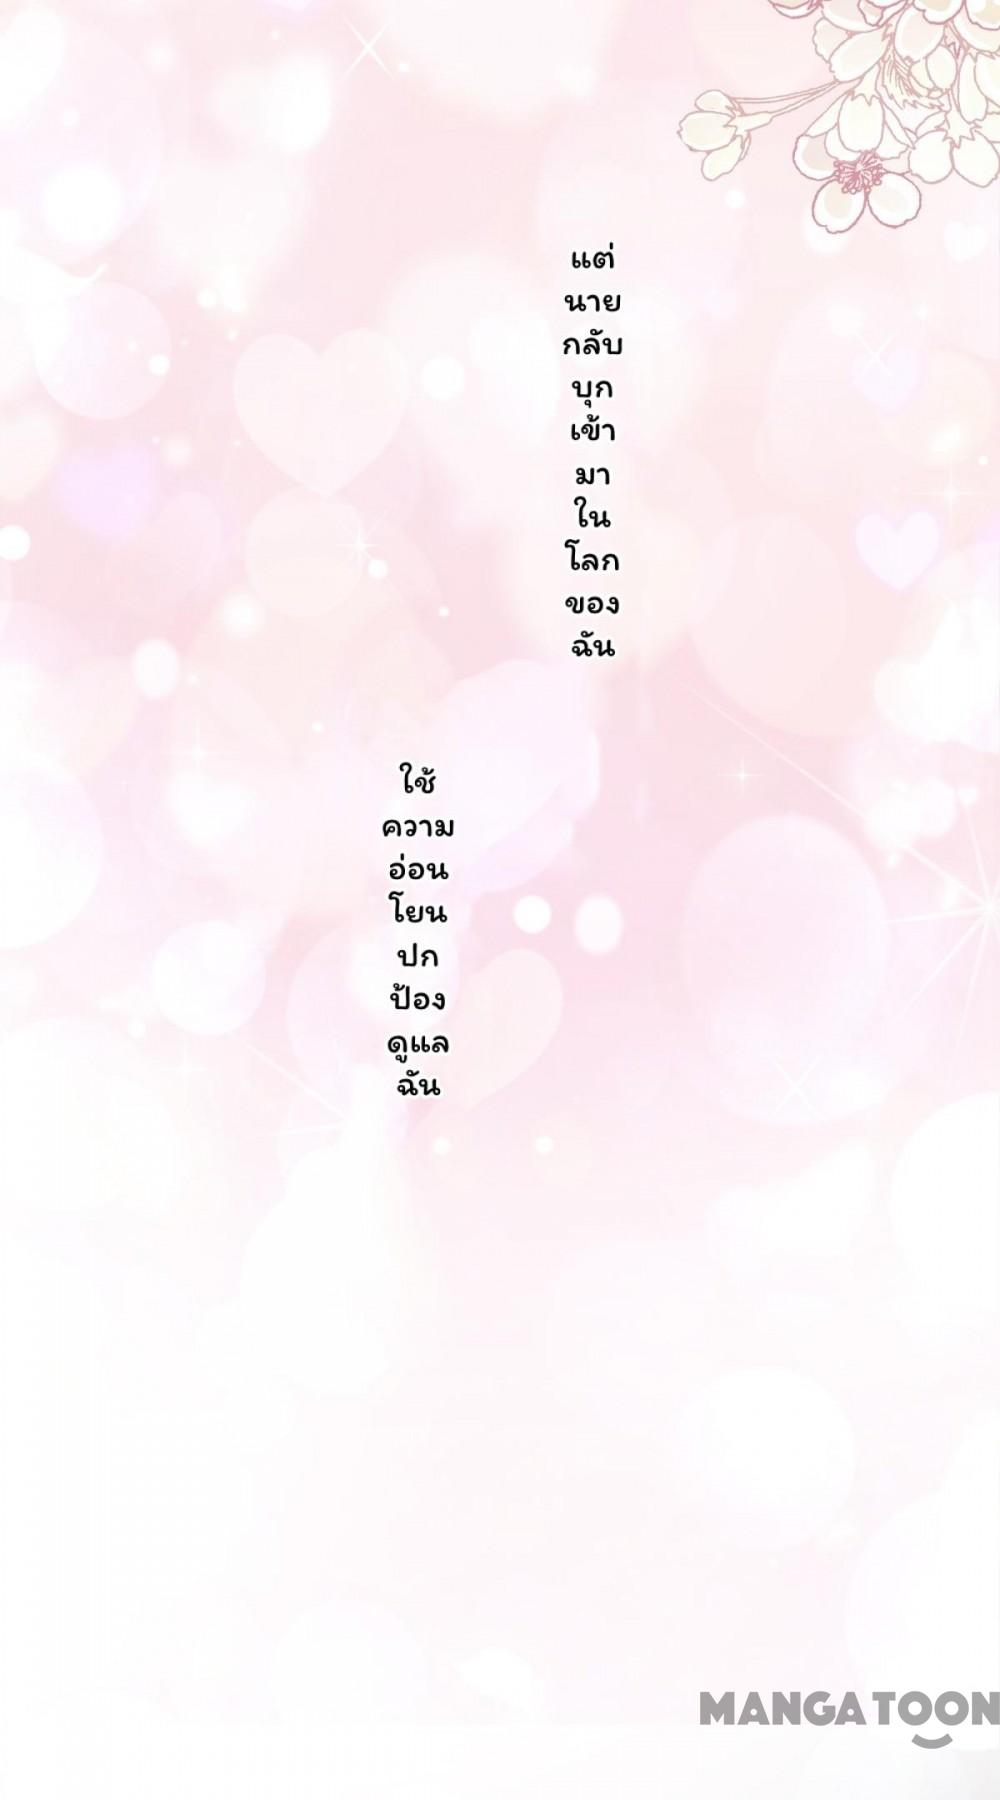 แต่
นาย
กลับ
บุก
เข้า
มา
ใน
โลก
ของ
ฉัน
ใช้
ความ
อ่อน
โยน
ปก
ป้อง
ดูแล
ฉัน
MANGATOON